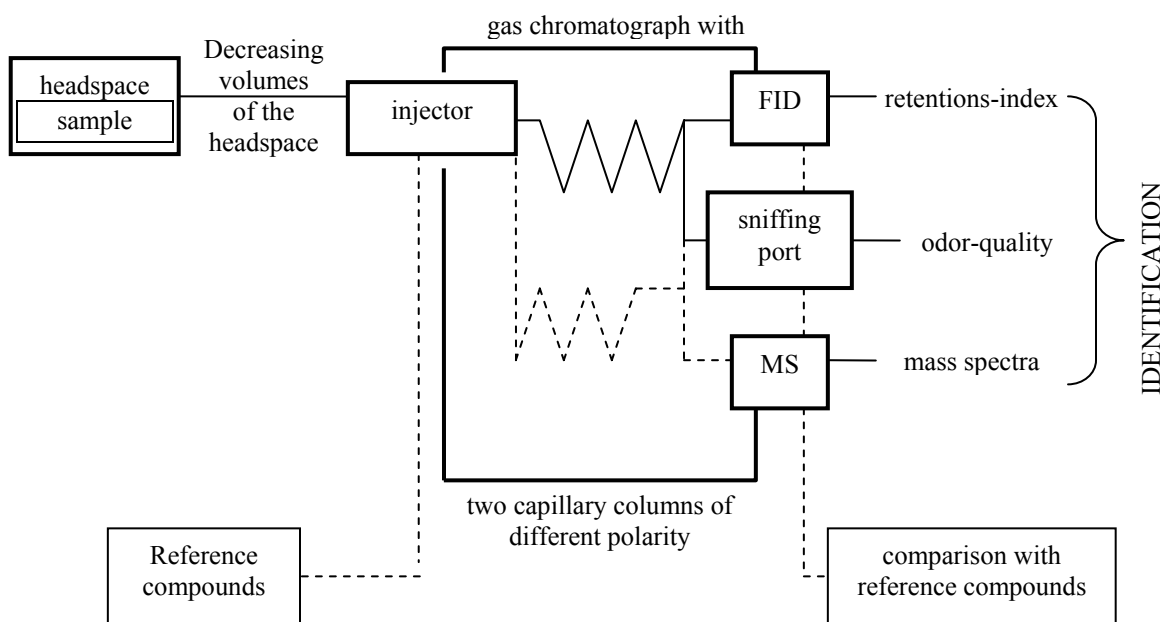 gas chromatograph with
Decreasing
volumes
of the
headspace
headspace
sample
injector
FID
retentions-index
sniffing
port
odor-quality
MS
mass spectra
IDENTIFICATION
two capillary columns of
different polarity
Reference
compounds
comparison with
reference compounds